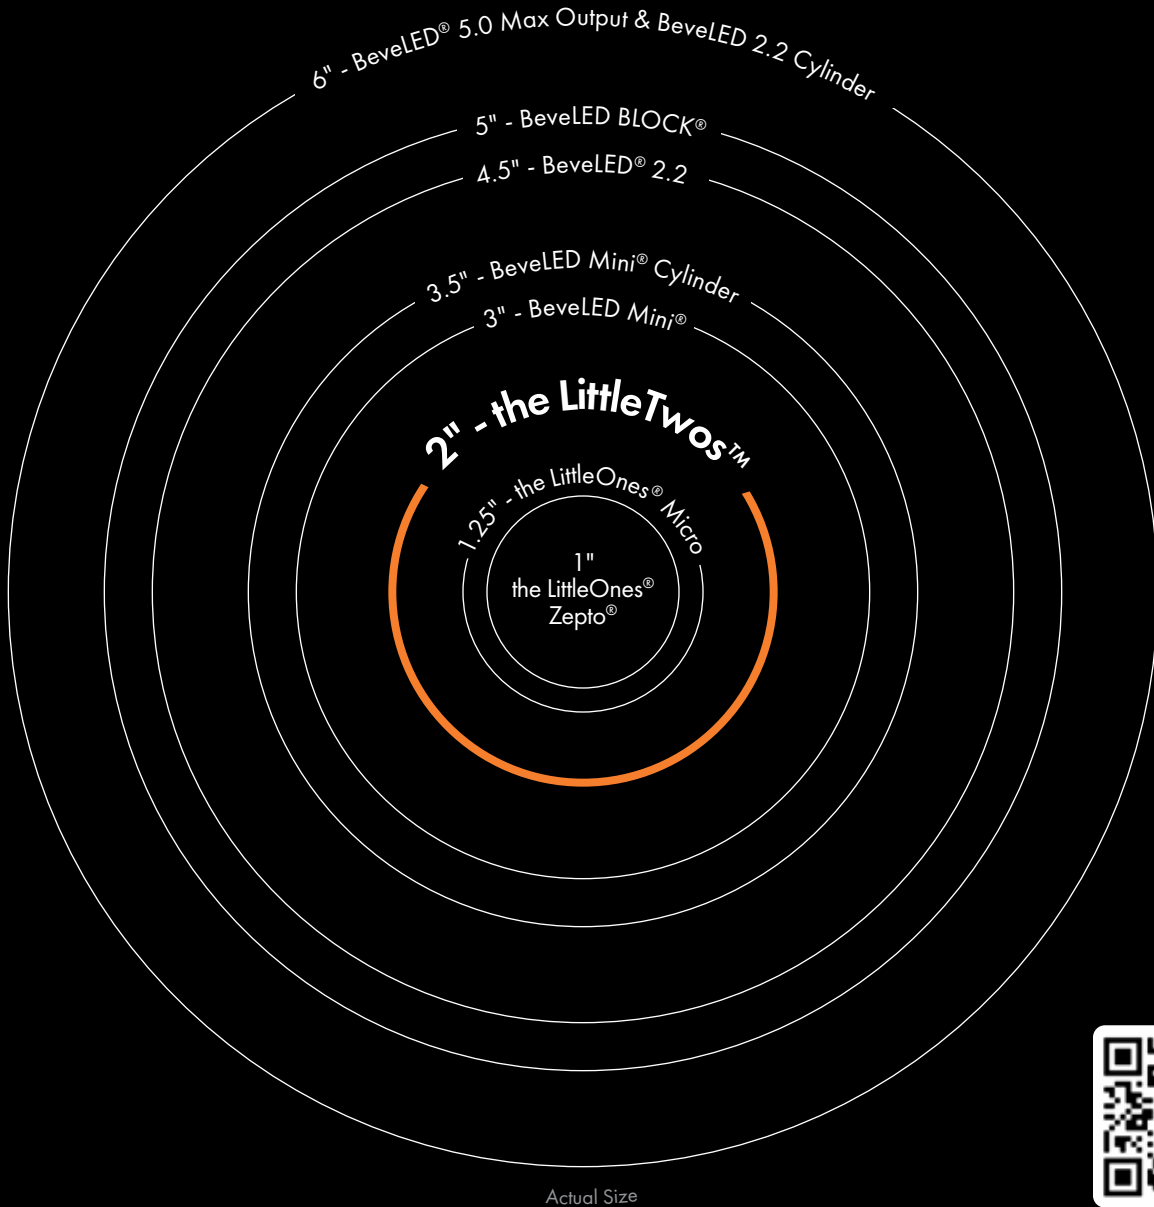 6" - BeveLED® 5.0 Max Output & BeveLED 2.2 Cylinder
5" - BeveLED BLOCK®
4.5" - BeveLED® 2.2
3.5" - BeveLED Mini® Cylinder
3" - BeveLED Mini®
2" - the LittleTwos™
1.25" - the LittleOnes® Micro
1"
the LittleOnes®
Zepto®
Actual Size